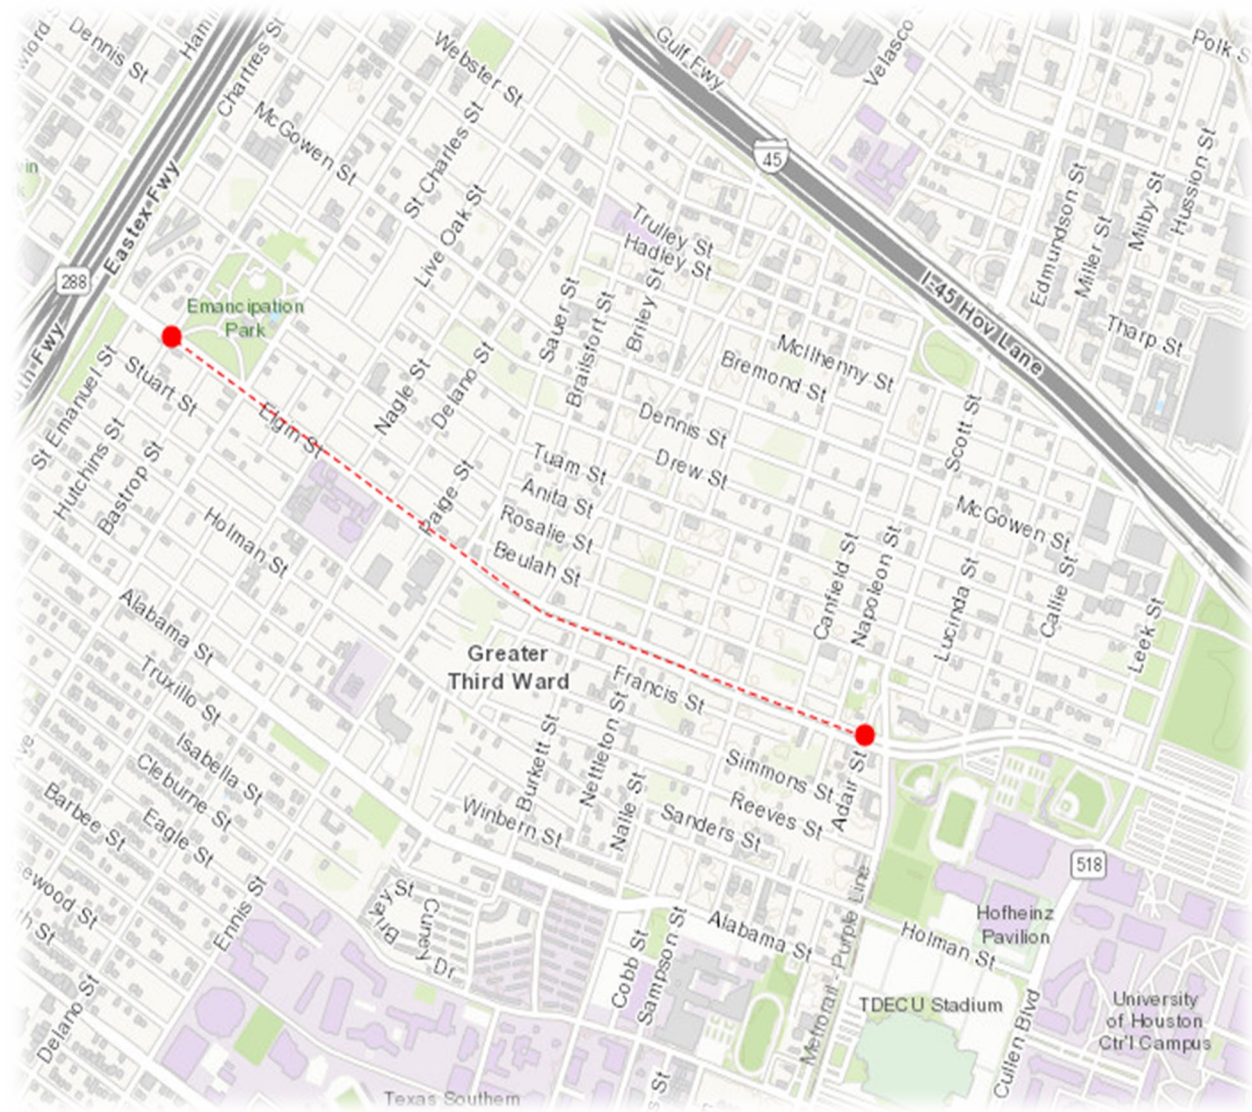 Dennis St
Chartres St
Webster St
Gulf Fwy
Velasco
McGowen St
45
St Charles St
Live Oak St
Trulley St
Hadley St
Edmundson St
Milby St
Hussion St
Miller St
Eastex Fwy
288
Emancipation
Park
I-45 Hov Lane
Tharp St
Sauer St
Brailsfort St
Briley St
McIlhenny St
Bremond St
Stuart St
St Emanuel St
Elgin St
Nagle St
Delano St
Dennis St
Drew St
Scott St
Hutchins St
Bastrop St
Paige St
Tuam St
Anita St
Rosalie St
Beulah St
McGowen St
Holman St
Canfield St
Napoleon St
Lucinda St
Callie St
Leek St
Alabama St
Truxillo St
Greater
Third Ward
Francis St
Isabella St
Cleburne St
Burkett St
Nettleton St
Nalle St
Simmons St
Reeves St
Adair St
Barbee St
Eagle St
Winbern St
Sanders St
518
Ennis St
Briley St
Cuney Dr
Alabama St
Holman St
Hofheinz
Pavilion
Cobb St
Sampson St
Metrorail - Purple Line
TDECU Stadium
Cullen Blvd
University
of Houston
Ctr'l Campus
Delano St
Texas Southern